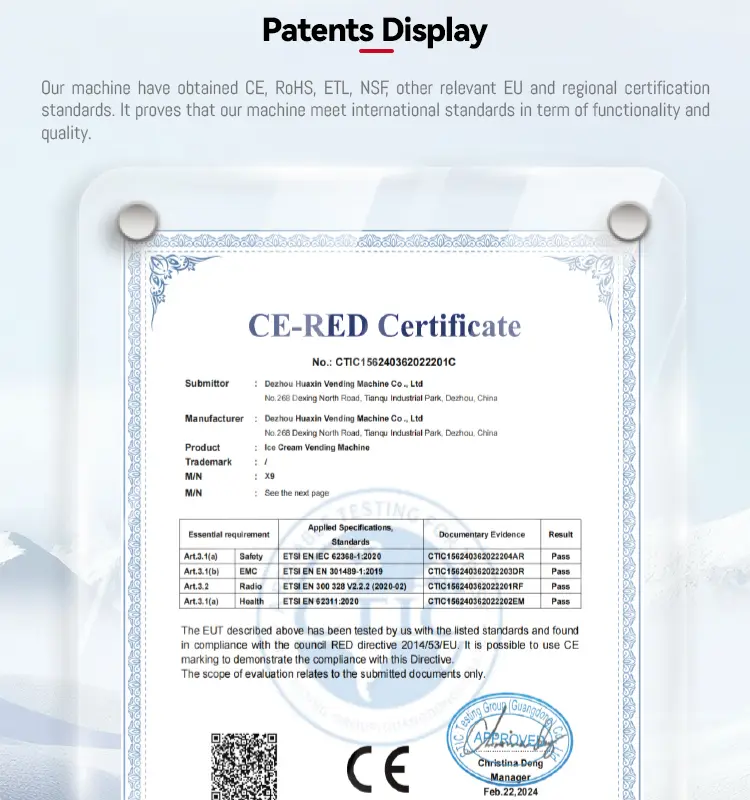 Patents Display
Our machine have obtained CE, RoHS, ETL, NSF, other relevant EU and regional certification
standards. It proves that our machine meet international standards in term of functionality and
quality.
CE-RED Certificate
No.: CTIC156240362022201C
Submittor : Dezhou Huaxin Vending Machine Co., Ltd
No.268 Dexing North Road, Tianqu Industrial Park, Dezhou, China
Manufacturer : Dezhou Huaxin Vending Machine Co., Ltd
No.268 Dexing North Road, Tianqu Industrial Park, Dezhou, China
Product : Ice Cream Vending Machine
Trademark : /
M/N : X9
M/N : See the next page
Essential requirement Applied Specifications, Standards Documentary Evidence Result
Art.3.1(a) Safety ETSI EN IEC 62368-1:2020 CTIC156240362022204AR Pass
Art.3.1(b) EMC ETSI EN EN 301489-1:2019 CTIC156240362022203DR Pass
Art.3.2 Radio ETSI EN 300 328 V2.2.2 (2020-02) CTIC156240362022201RF Pass
Art.3.1(a) Health ETSI EN 62311:2020 CTIC156240362022202EM Pass
The EUT described above has been tested by us with the listed standards and found
in compliance with the council RED directive 2014/53/EU. It is possible to use CE
marking to demonstrate the compliance with this Directive.
The scope of evaluation relates to the submitted documents only.
CE
CTIC Testing Group (Guangdong)
APPROVED
Christina Deng
Manager
Feb.22,2024